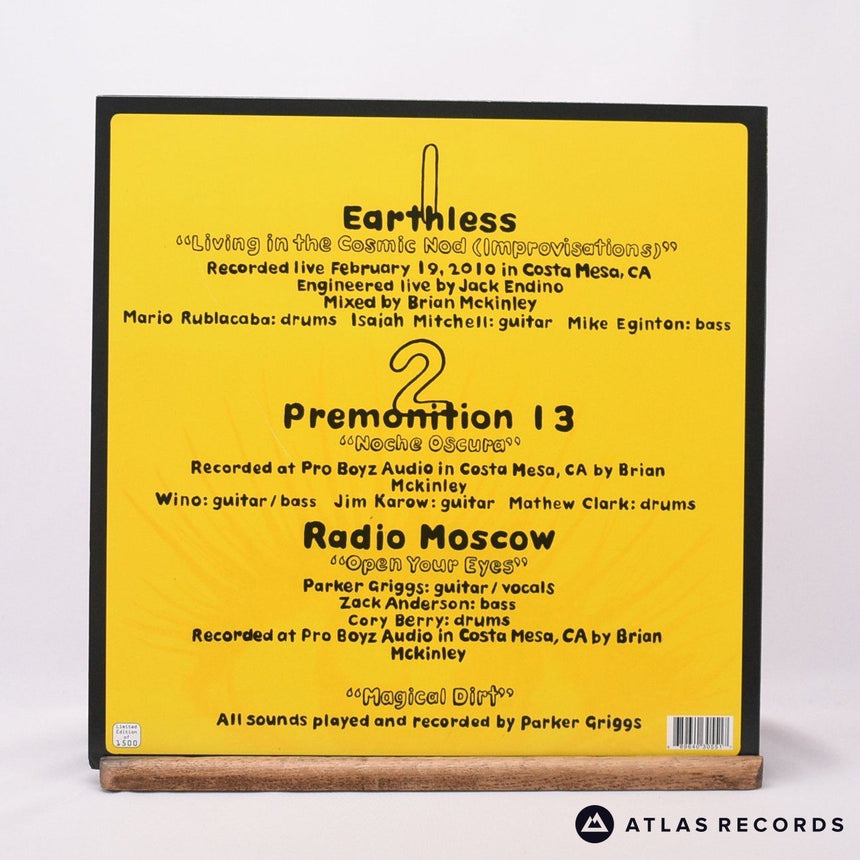 1
Earthless
"Living in the Cosmic Nod (Improvisations)"
Recorded live February 19, 2010 in Costa Mesa, CA
Engineered live by Jack Endino
Mixed by Brian Mckinley
Mario Rublacaba: drums Isaiah Mitchell: guitar Mike Eginton: bass
2
Premonition 13
"Noche Oscura"
Recorded at Pro Boyz Audio in Costa Mesa, CA by Brian
Mckinley
Wino: guitar / bass Jim Karow: guitar Mathew Clark: drums
Radio Moscow
"Open Your Eyes"
Parker Griggs: guitar / vocals
Zack Anderson: bass
Cory Berry: drums
Recorded at Pro Boyz Audio in Costa Mesa, CA by Brian
Mckinley
"Magical Dirt"
All sounds played and recorded by Parker Griggs
Limited
Edition
of
1500
ATLAS RECORDS